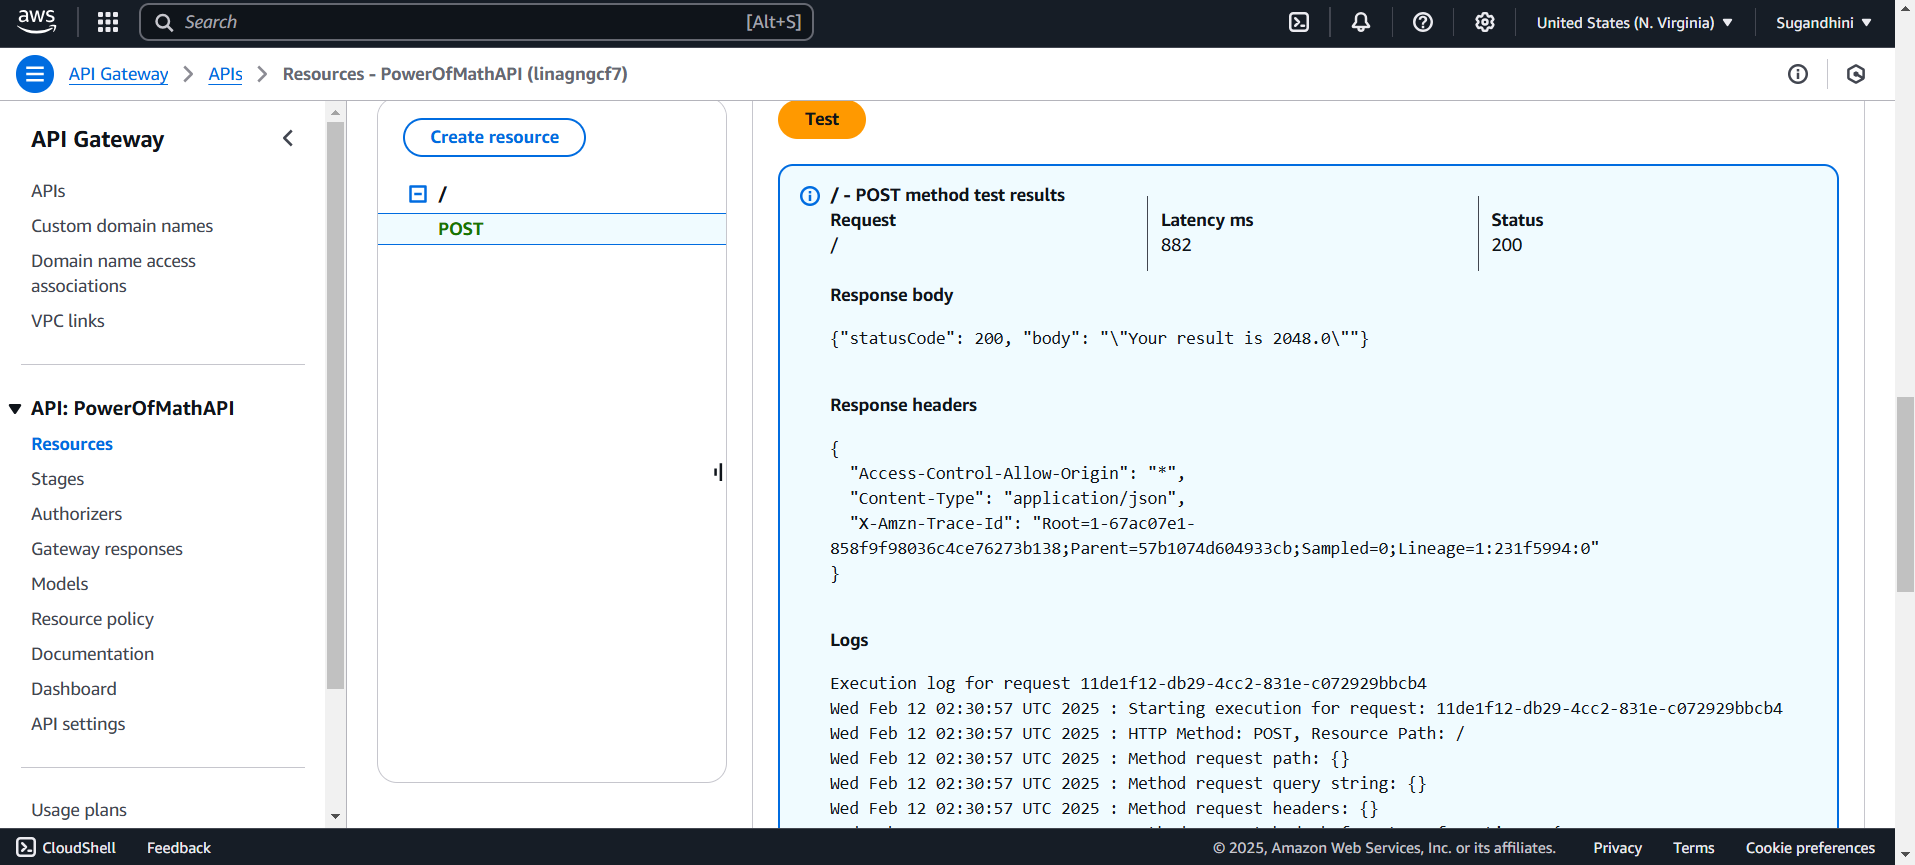 aws
Search
[Alt+S]
United States (N. Virginia)
Sugandhini
API Gateway
APIs
Resources - PowerOfMathAPI (linagngcf7)
API Gateway
APIs
Custom domain names
Domain name access
associations
VPC links
API: PowerOfMathAPI
Resources
Stages
Authorizers
Gateway responses
Models
Resource policy
Documentation
Dashboard
API settings
Usage plans
Create resource
/
POST
Test
/ - POST method test results
Request
/
Latency ms
882
Status
200
Response body
{"statusCode": 200, "body": "\"Your result is 2048.0\""}
Response headers
{
"Access-Control-Allow-Origin": "*",
"Content-Type": "application/json",
"X-Amzn-Trace-Id": "Root=1-67ac07e1-
858f9f98036c4ce76273b138;Parent=57b1074d604933cb;Sampled=0;Lineage=1:231f5994:0"
}
Logs
Execution log for request 11de1f12-db29-4cc2-831e-c072929bbcb4
Wed Feb 12 02:30:57 UTC 2025 : Starting execution for request: 11de1f12-db29-4cc2-831e-c072929bbcb4
Wed Feb 12 02:30:57 UTC 2025 : HTTP Method: POST, Resource Path: /
Wed Feb 12 02:30:57 UTC 2025 : Method request path: {}
Wed Feb 12 02:30:57 UTC 2025 : Method request query string: {}
Wed Feb 12 02:30:57 UTC 2025 : Method request headers: {}
CloudShell
Feedback
© 2025, Amazon Web Services, Inc. or its affiliates.
Privacy
Terms
Cookie preferences